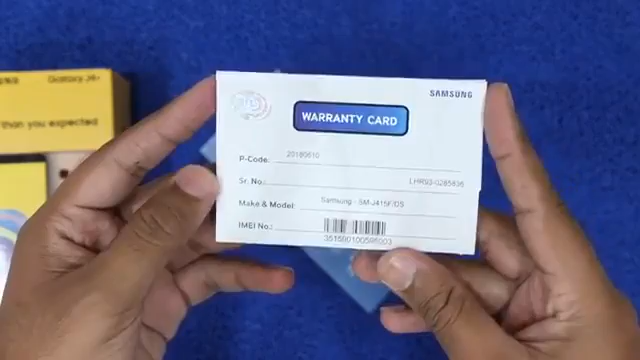 Galaxy J4+
than you expected
SAMSUNG
WARRANTY CARD
P-Code: 20180610
Sr. No.: LHR93-0285836
Make & Model: Samsung - SM-J415F/DS
IMEI No.: